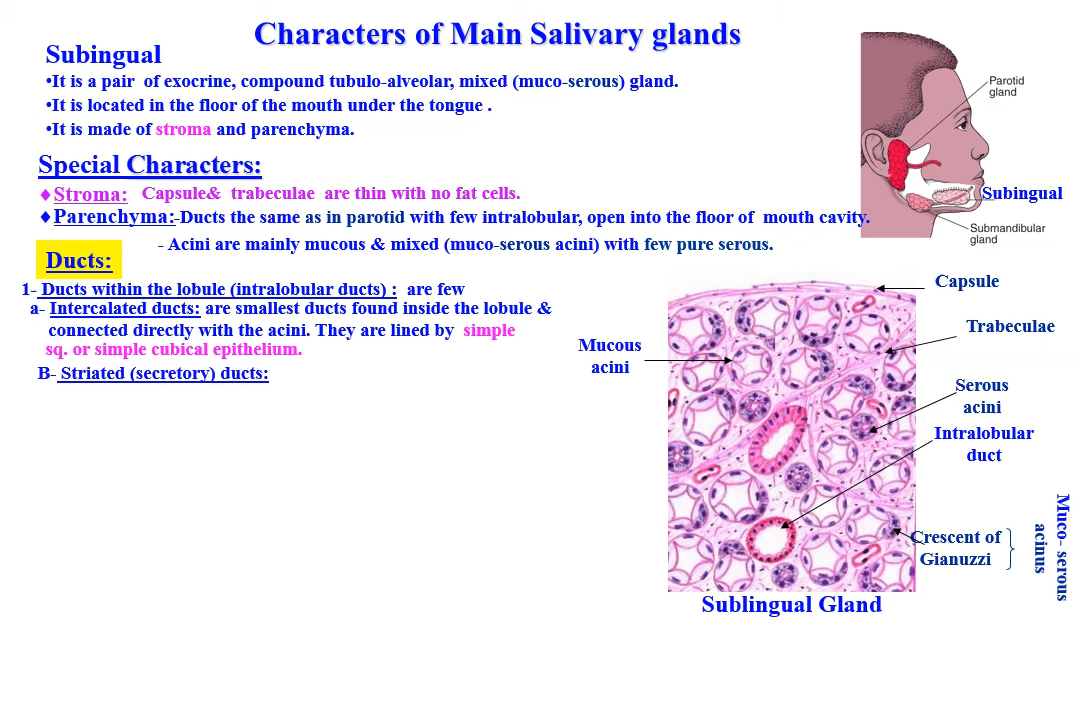 Characters of Main Salivary glands
Subingual
•It is a pair of exocrine, compound tubulo-alveolar, mixed (muco-serous) gland.
•It is located in the floor of the mouth under the tongue .
•It is made of stroma and parenchyma.
Special Characters:
♦Stroma: Capsule& trabeculae are thin with no fat cells.
♦Parenchyma:-Ducts the same as in parotid with few intralobular, open into the floor of mouth cavity.
- Acini are mainly mucous & mixed (muco-serous acini) with few pure serous.
Ducts:
1- Ducts within the lobule (intralobular ducts) : are few
a- Intercalated ducts: are smallest ducts found inside the lobule &
connected directly with the acini. They are lined by simple
sq. or simple cubical epithelium.
B- Striated (secretory) ducts:
Parotid
gland
Subingual
Submandibular
gland
Capsule
Trabeculae
Mucous
acini
Serous
acini
Intralobular
duct
Crescent of
Gianuzzi
Muco- serous
acinus
Sublingual Gland